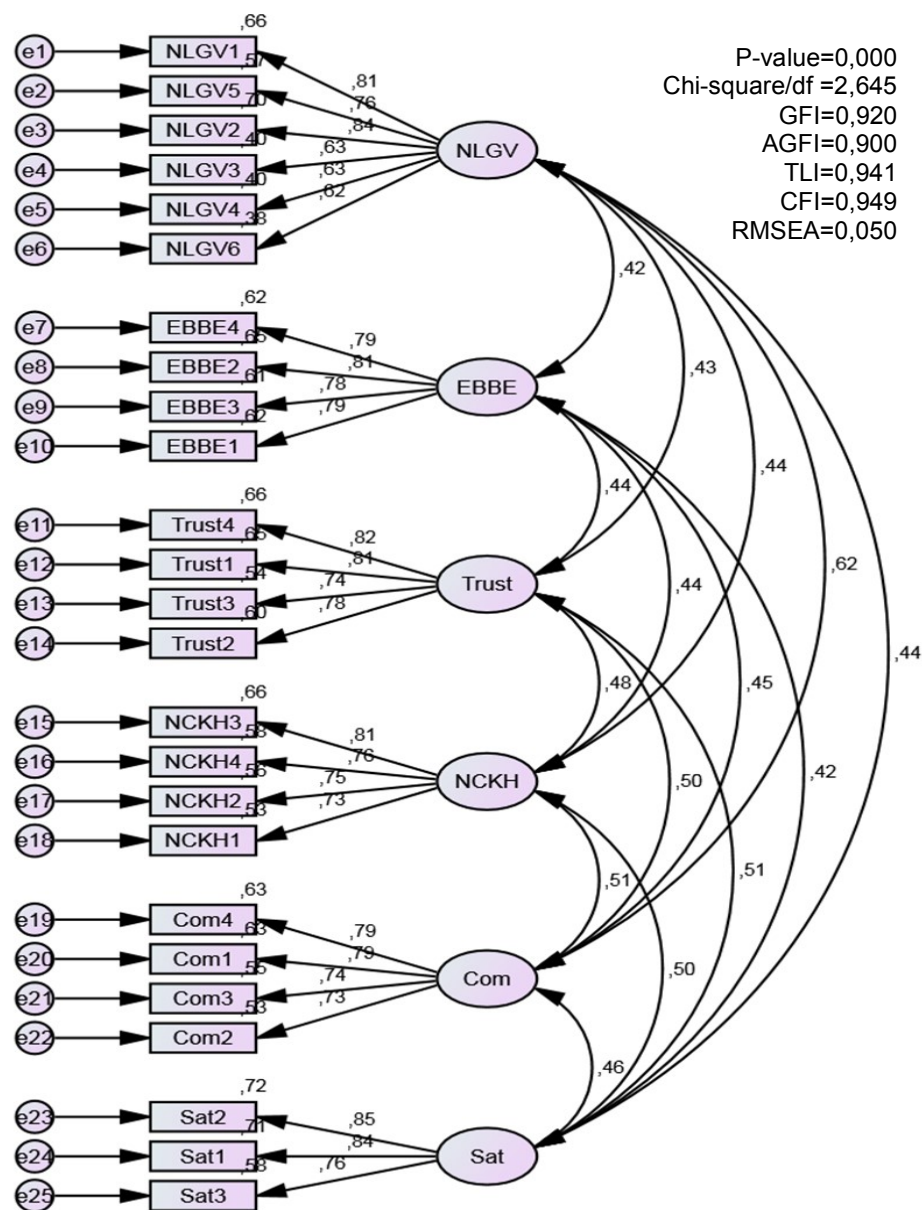 ,66
e1 NLGV1
,57 ,81
e2 NLGV5
,70 ,76
e3 NLGV2 ,84
,40
e4 NLGV3 ,63
,40 ,63
e5 NLGV4 ,62
,38
e6 NLGV6
NLGV
P-value=0,000
Chi-square/df =2,645
GFI=0,920
AGFI=0,900
TLI=0,941
CFI=0,949
RMSEA=0,050
,42
,62
e7 EBBE4
,65 ,79
e8 EBBE2 ,81
,61
e9 EBBE3 ,78
,62 ,79
e10 EBBE1
EBBE
,43
,44
,44
,66
e11 Trust4
,65 ,82
e12 Trust1 ,81
,54
e13 Trust3 ,74
,60 ,78
e14 Trust2
Trust
,44
,62
,44
,48
,45
,66
e15 NCKH3
,58 ,81
e16 NCKH4 ,76
,56
e17 NCKH2 ,75
,53 ,73
e18 NCKH1
NCKH
,50
,42
,51
,51
,63
e19 Com4
,63 ,79
e20 Com1 ,79
,55
e21 Com3 ,74
,53 ,73
e22 Com2
Com
,50
,46
,72
e23 Sat2
,71 ,85
e24 Sat1 ,84
,58
e25 Sat3 ,76
Sat